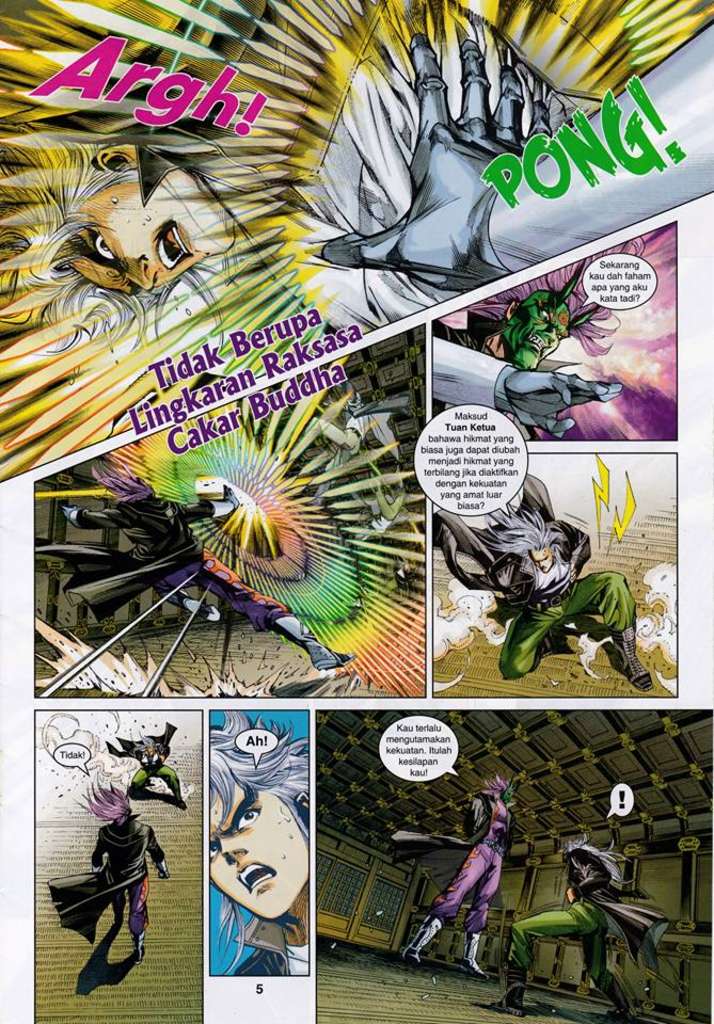 Argh!
PONG!
Sekarang
kau dah faham
apa yang aku
kata tadi?
Tidak Berupa
Lingkaran Raksasa
Cakar Buddha
Maksud
Tuan Ketua
bahawa hikmat yang
biasa juga dapat diubah
menjadi hikmat yang
terbilang jika diaktifkan
dengan kekuatan
yang amat luar
biasa?
Tidak!
Ah!
Kau terlalu
mengutamakan
kekuatan. Itulah
kesilapan
kau!
!
5